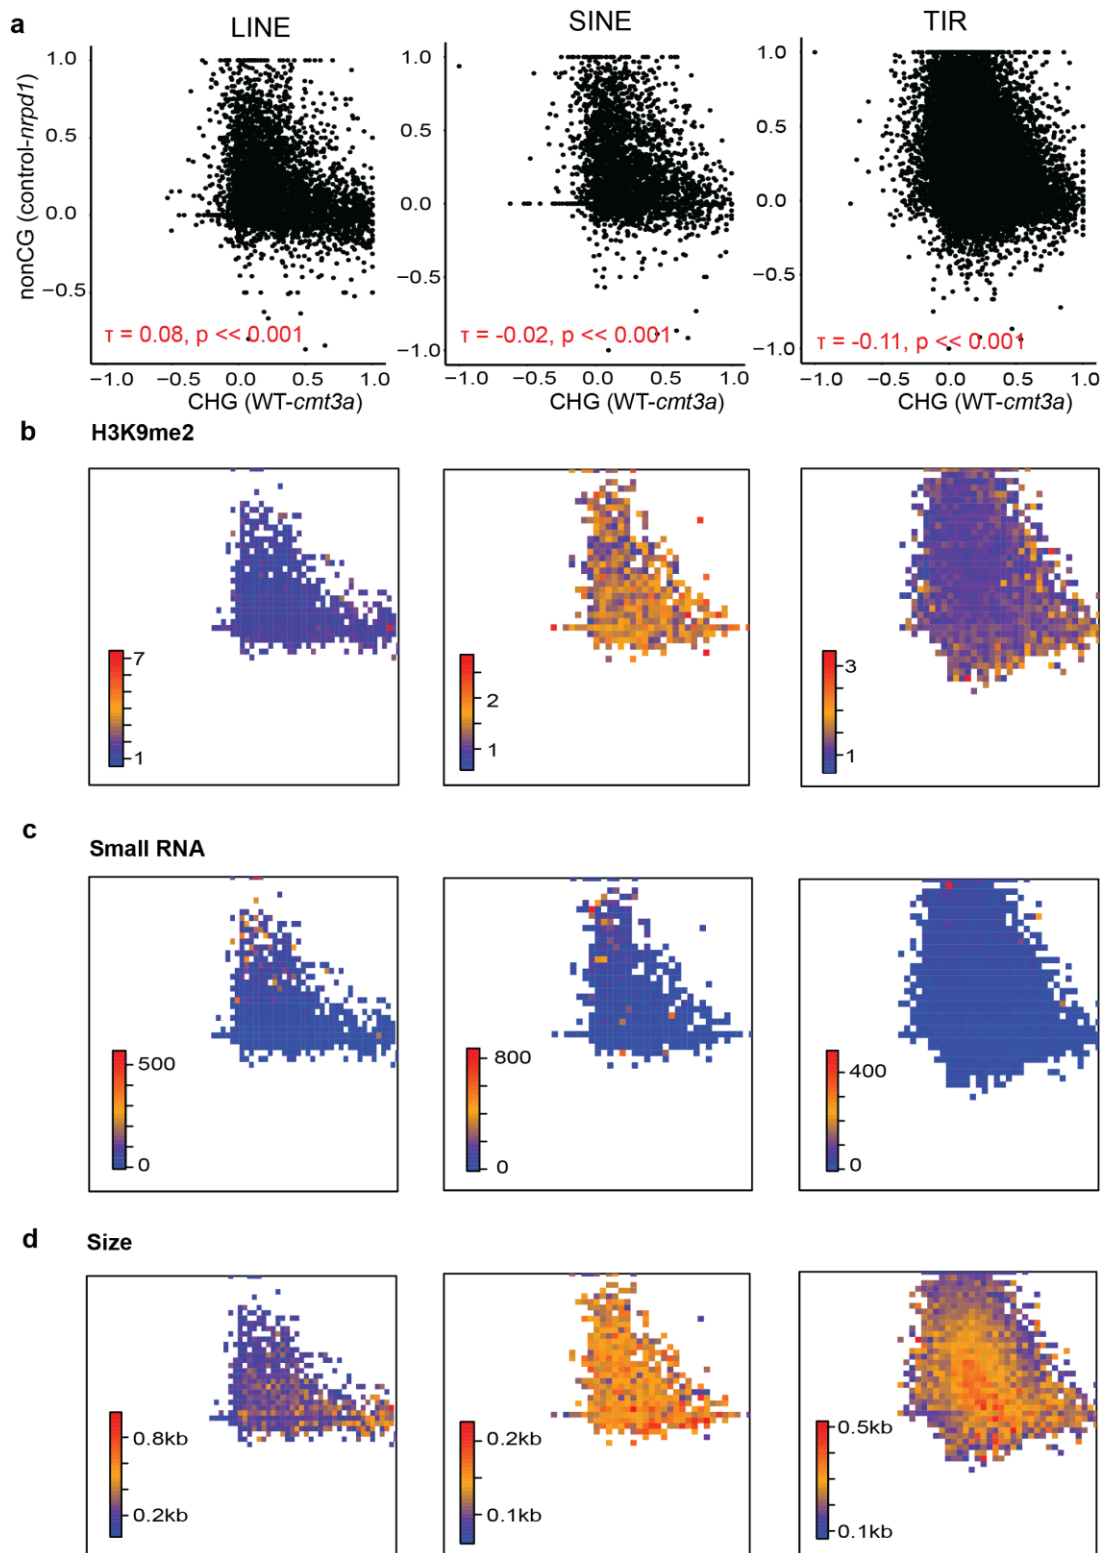 a
LINE SINE TIR
nonCG (control-nrpd1)
1.0 0.5 0.0 −0.5
1.0 0.5 0.0 −0.5 −1.0
1.0 0.5 0.0 −0.5 −1.0
τ = 0.08, p << 0.001 τ = -0.02, p << 0.001 τ = -0.11, p << 0.001
−1.0 −0.5 0.0 0.5 1.0 −1.0 −0.5 0.0 0.5 1.0 −1.0 −0.5 0.0 0.5 1.0
CHG (WT-cmt3a) CHG (WT-cmt3a) CHG (WT-cmt3a)
b H3K9me2
7 1
2 1
3 1
c
Small RNA
500 0
800 0
400 0
d Size
0.8kb 0.2kb
0.2kb 0.1kb
0.5kb 0.1kb